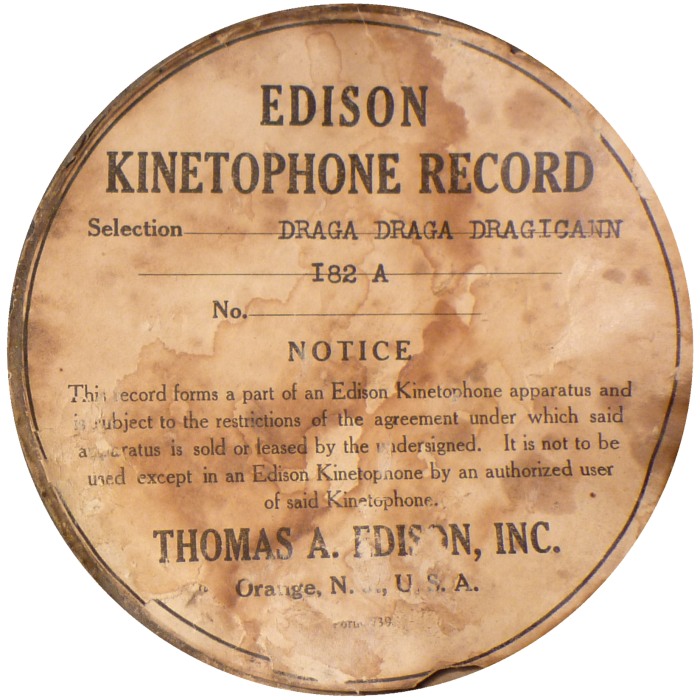 EDISON
KINETOPHONE RECORD
Selection DRAGA DRAGA DRAGICANN
I82 A
No.
NOTICE
This record forms a part of an Edison Kinetophone apparatus and
is subject to the restrictions of the agreement under which said
apparatus is sold or leased by the undersigned. It is not to be
used except in an Edison Kinetophone by an authorized user
of said Kinetophone.
THOMAS A. EDISON, INC.
Orange, N. J., U. S. A.